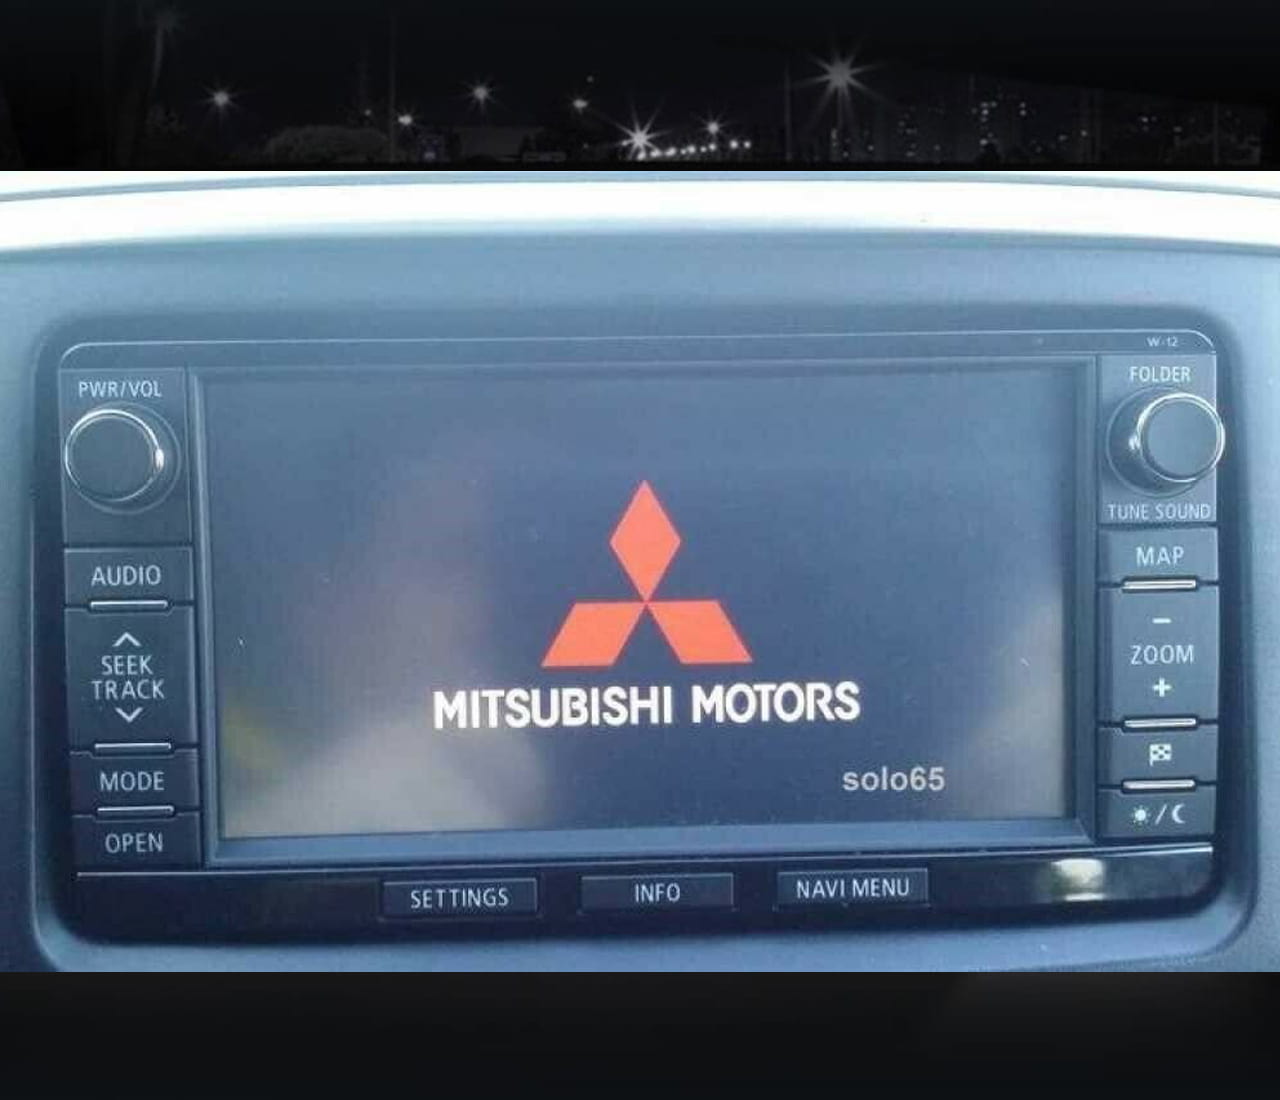 W-12
PWR/VOL
FOLDER
TUNE SOUND
AUDIO
SEEK
TRACK
MODE
OPEN
MITSUBISHI MOTORS
solo65
MAP
-
ZOOM
+
SETTINGS
INFO
NAVI MENU